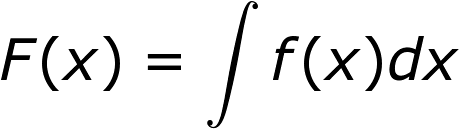 F(x) = ∫ f(x)dx